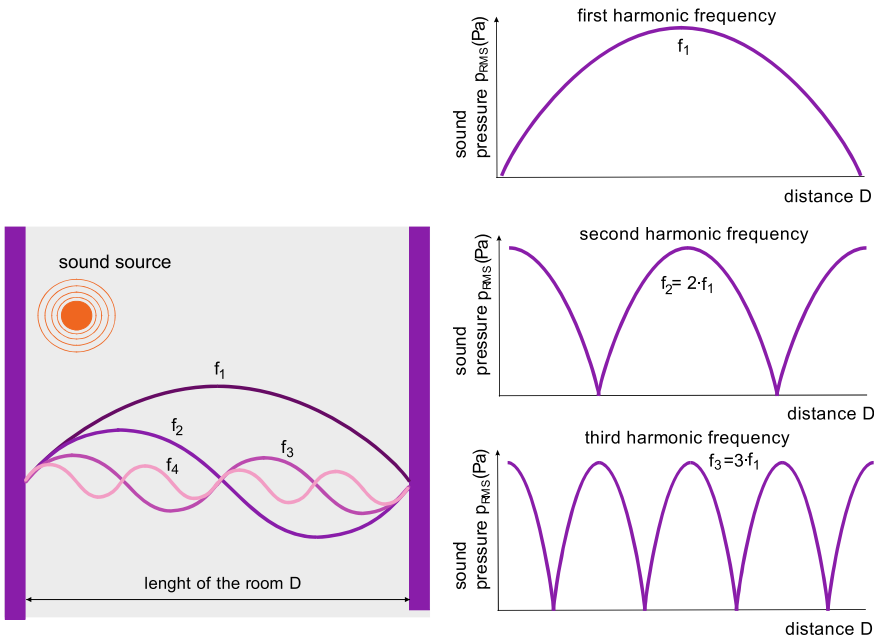 first harmonic frequency
sound
pressure pRMS(Pa)
f1
distance D
second harmonic frequency
sound
pressure pRMS(Pa)
f2= 2·f1
distance D
third harmonic frequency
sound
pressure pRMS(Pa)
f3=3·f1
distance D
sound source
f1
f2
f3
f4
lenght of the room D